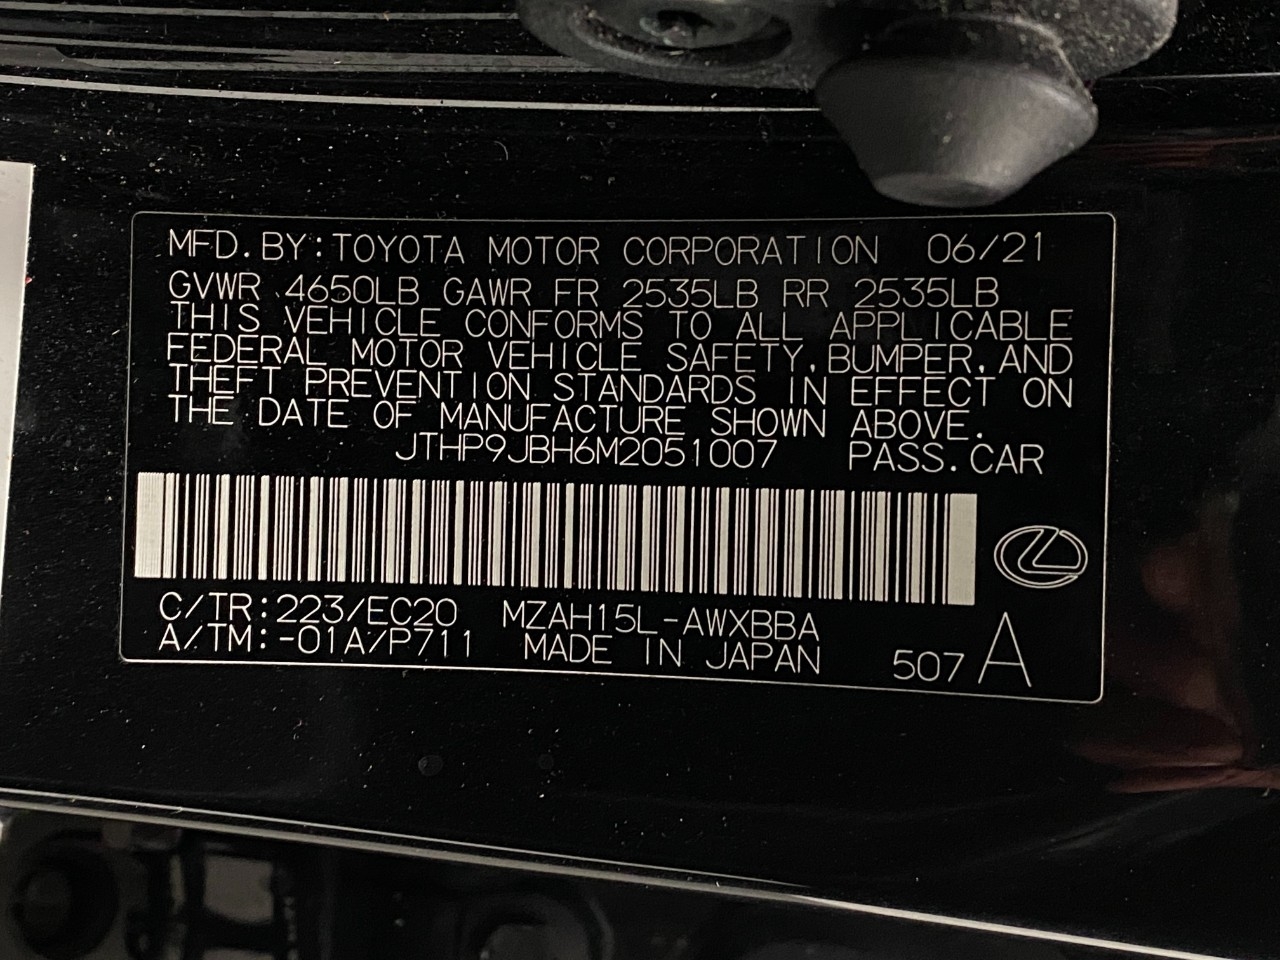 MFD. BY: TOYOTA MOTOR CORPORATION 06/21
GVWR 4650LB GAWR FR 2535LB RR 2535LB
THIS VEHICLE CONFORMS TO ALL APPLICABLE
FEDERAL MOTOR VEHICLE SAFETY, BUMPER, AND
THEFT PREVENTION STANDARDS IN EFFECT ON
THE DATE OF MANUFACTURE SHOWN ABOVE.
JTHP9JBH6M2051007 PASS. CAR
C/TR: 223/EC20 MZAH15L-AWXBBA
A/TM: -01A/P711 MADE IN JAPAN 507 A